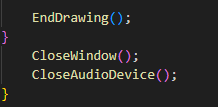 EndDrawing();
}
CloseWindow();
CloseAudioDevice();
}